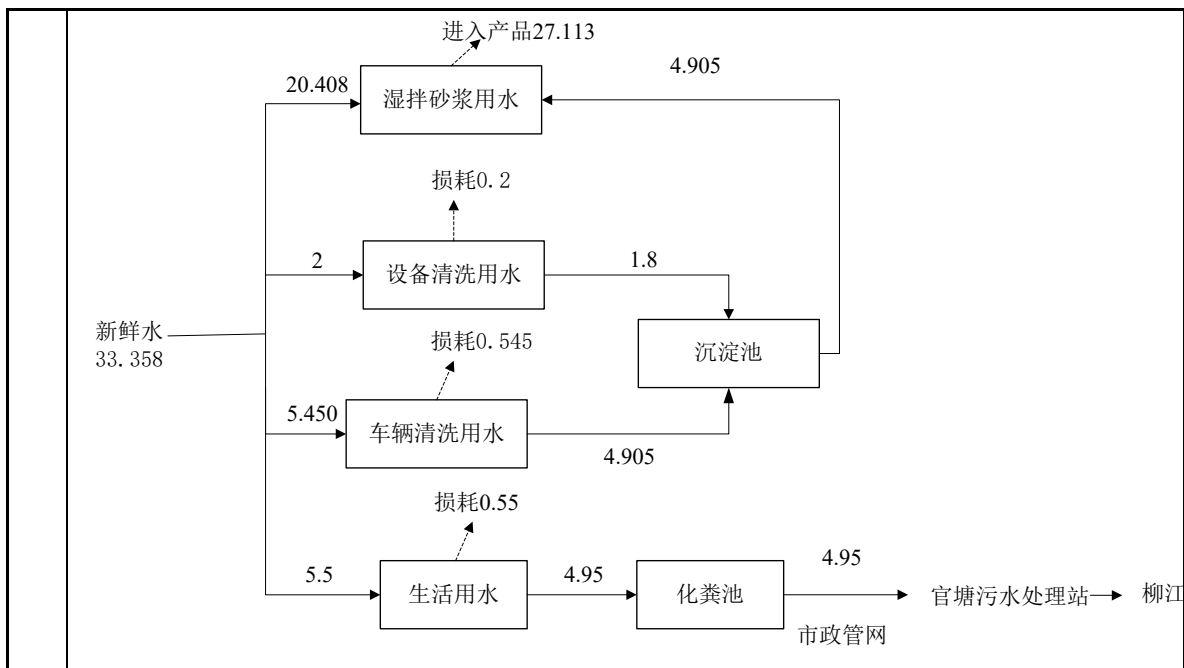 进入产品27.113
20.408
湿拌砂浆用水
4.905
损耗0.2
2
设备清洗用水
1.8
新鲜水
33.358
损耗0.545
沉淀池
5.450
车辆清洗用水
4.905
损耗0.55
5.5
生活用水
4.95
化粪池
4.95
市政管网
官塘污水处理站
柳江